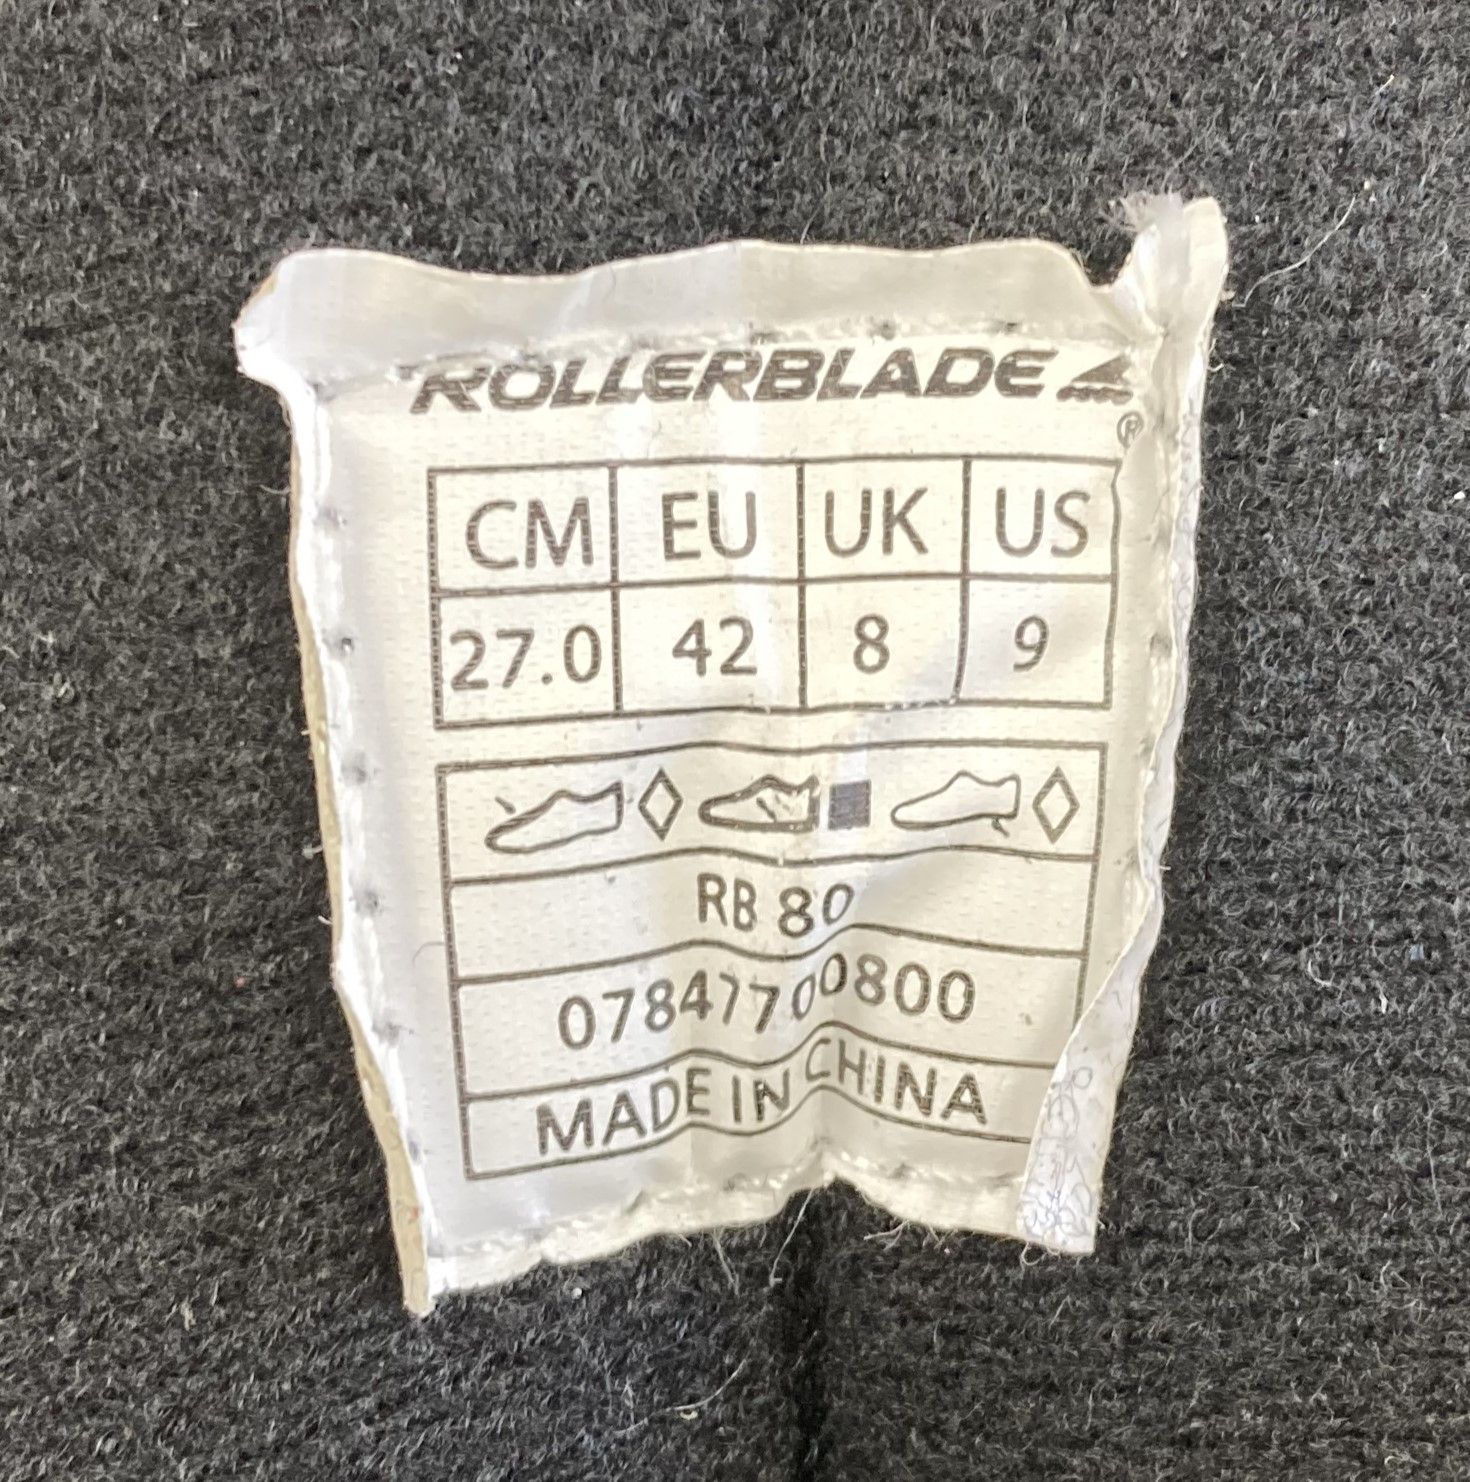 ROLLERBLADE
®
CM EU UK US
27.0 42 8 9
RB 80
07847700800
MADE IN CHINA